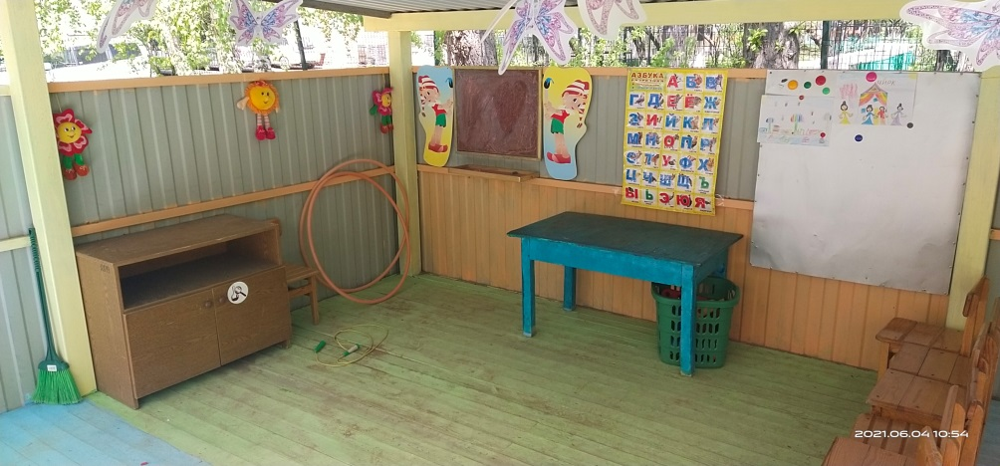 АЗБУКА
А Б В
Г Д Е Ё Ж
З И Й К Л
М Н О П Р
С Т У Ф Х
Ц Ч Ш Щ Ъ
Ы Ь Э Ю Я
2021.06.04 10:54